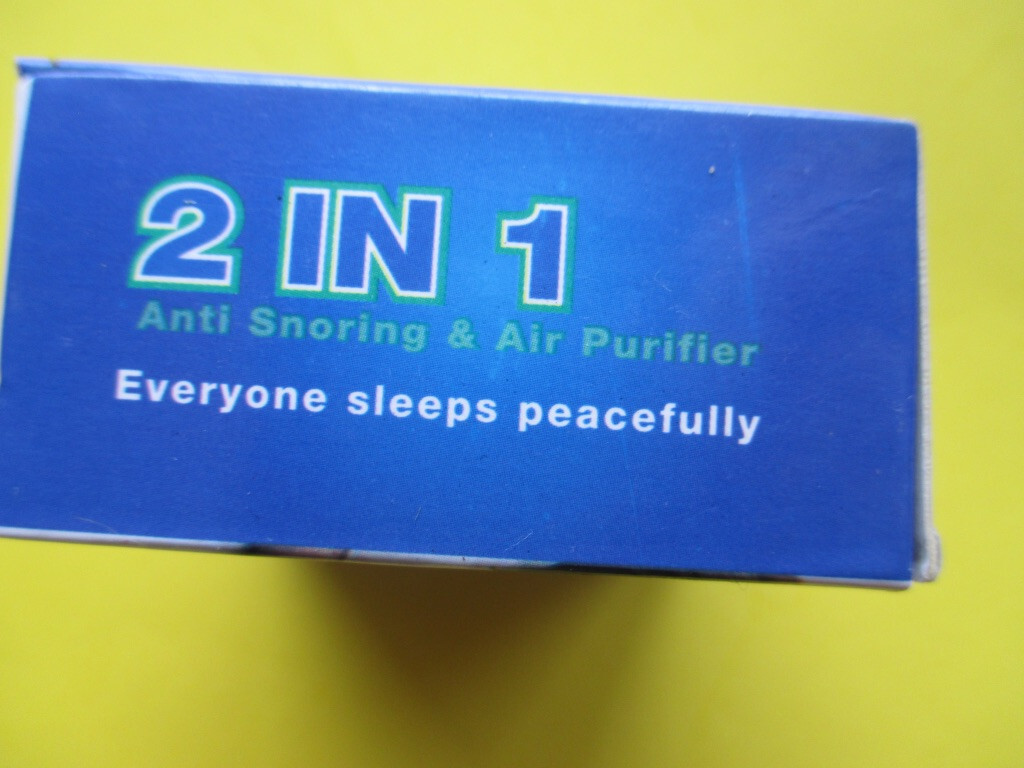 2 IN 1
Anti Snoring & Air Purifier
Everyone sleeps peacefully